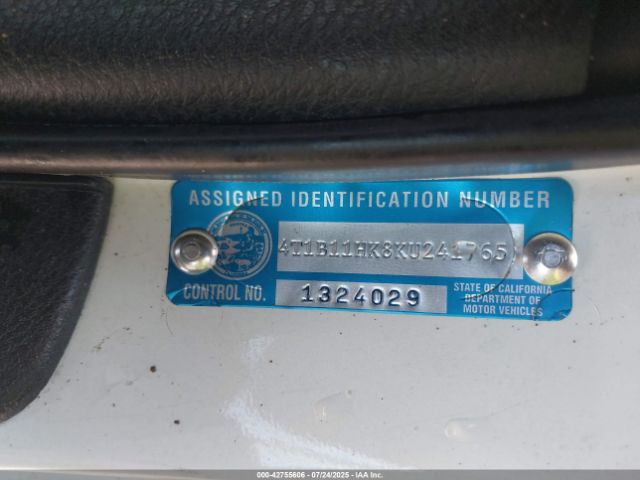 ASSIGNED IDENTIFICATION NUMBER
4T1B11HK8KU241765
CONTROL NO. 1324029 STATE OF CALIFORNIA
DEPARTMENT OF
MOTOR VEHICLES
000-42755606 - 07/24/2025 - IAA Inc.